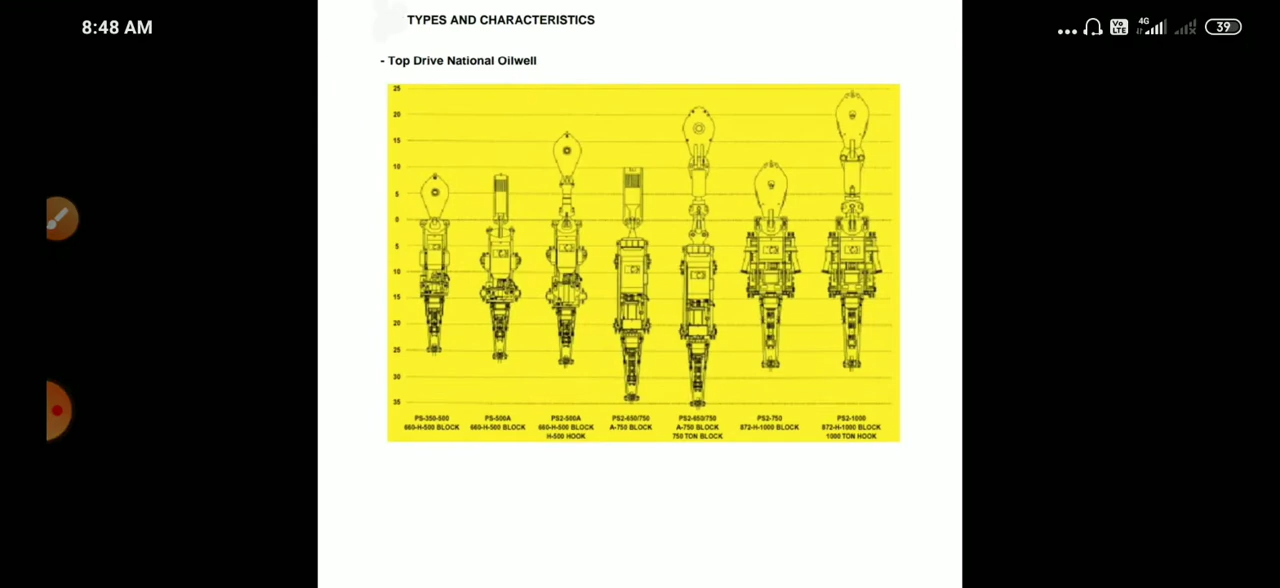 8:48 AM
4G
Vo
LTE
39
TYPES AND CHARACTERISTICS
- Top Drive National Oilwell
25
20
15
10
5
0
5
10
15
20
25
30
35
PS-350-500
660-H-500 BLOCK
PS-500A
660-H-500 BLOCK
PS2-500A
660-H-500 BLOCK
H-500 HOOK
PS2-650/750
A-750 BLOCK
PS2-650/750
A-750 BLOCK
750 TON BLOCK
PS2-750
872-H-1000 BLOCK
PS2-1000
872-H-1000 BLOCK
1000 TON HOOK